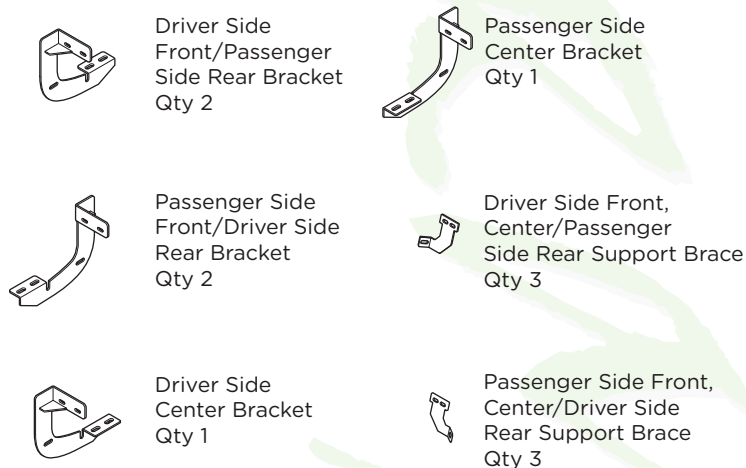 Driver Side
Front/Passenger
Side Rear Bracket
Qty 2
Passenger Side
Center Bracket
Qty 1
Passenger Side
Front/Driver Side
Rear Bracket
Qty 2
Driver Side Front,
Center/Passenger
Side Rear Support Brace
Qty 3
Driver Side
Center Bracket
Qty 1
Passenger Side Front,
Center/Driver Side
Rear Support Brace
Qty 3